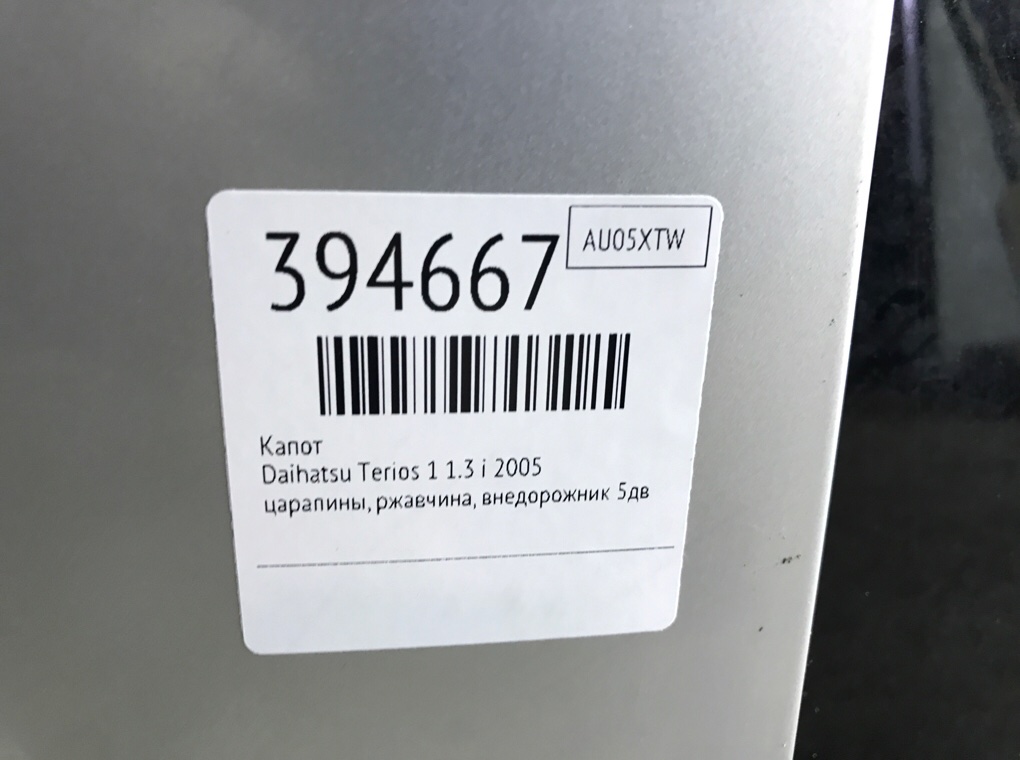 394667
AU05XTW
Капот
Daihatsu Terios 1 1.3 i 2005
царапины, ржавчина, внедорожник 5дв